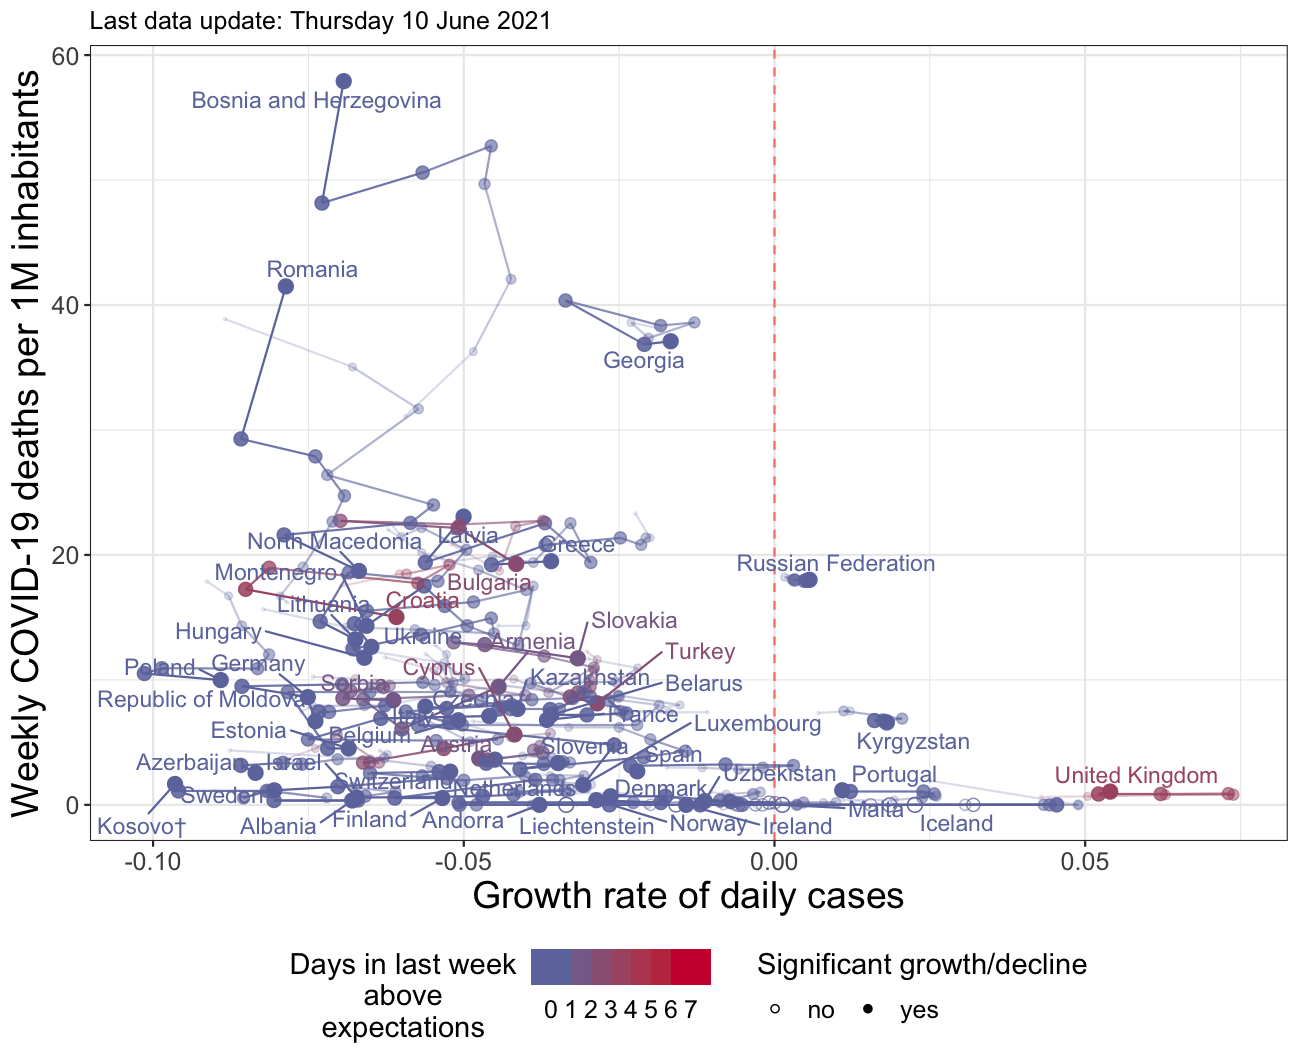 Last data update: Thursday 10 June 2021
Weekly COVID-19 deaths per 1M inhabitants
60
40
20
0
Bosnia and Herzegovina
Romania
Georgia
North Macedonia
Latvia
Greece
Russian Federation
Montenegro
Bulgaria
Croatia
Lithuania
Slovakia
Hungary
Ukraine
Armenia
Turkey
Poland
Germany
Cyprus
Kazakhstan
Belarus
Serbia
Republic of Moldova
Czechia
Italy
France
Luxembourg
Estonia
Belgium
Austria
Slovenia
Kyrgyzstan
Azerbaijan
Israel
Spain
Uzbekistan
Portugal
United Kingdom
Switzerland
Netherlands
Denmark
Sweden
Malta
Kosovo†
Albania
Finland
Andorra
Liechtenstein
Norway
Ireland
Iceland
-0.10
-0.05
0.00
0.05
Growth rate of daily cases
Days in last week
above
expectations
0 1 2 3 4 5 6 7
Significant growth/decline
no
yes